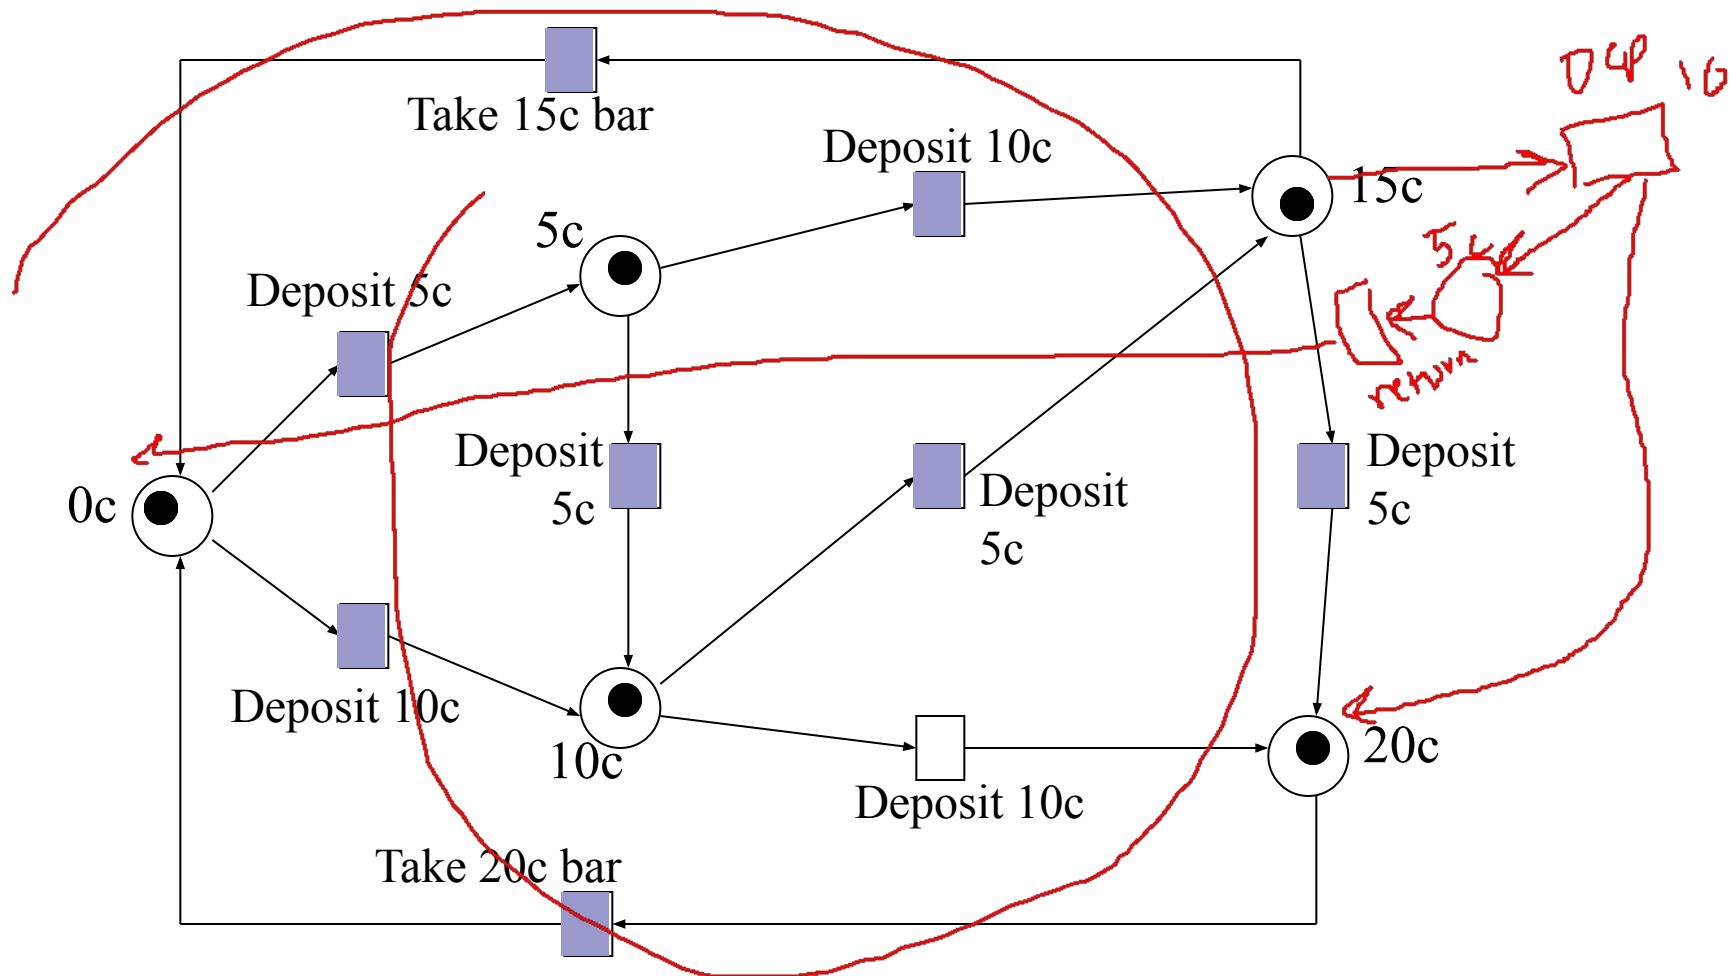 Take 15c bar
Deposit 10c
15c
5c
Deposit 5c
5c
return
Deposit
5c
Deposit
5c
Deposit
5c
0c
Deposit 10c
10c
20c
Deposit 10c
Take 20c bar